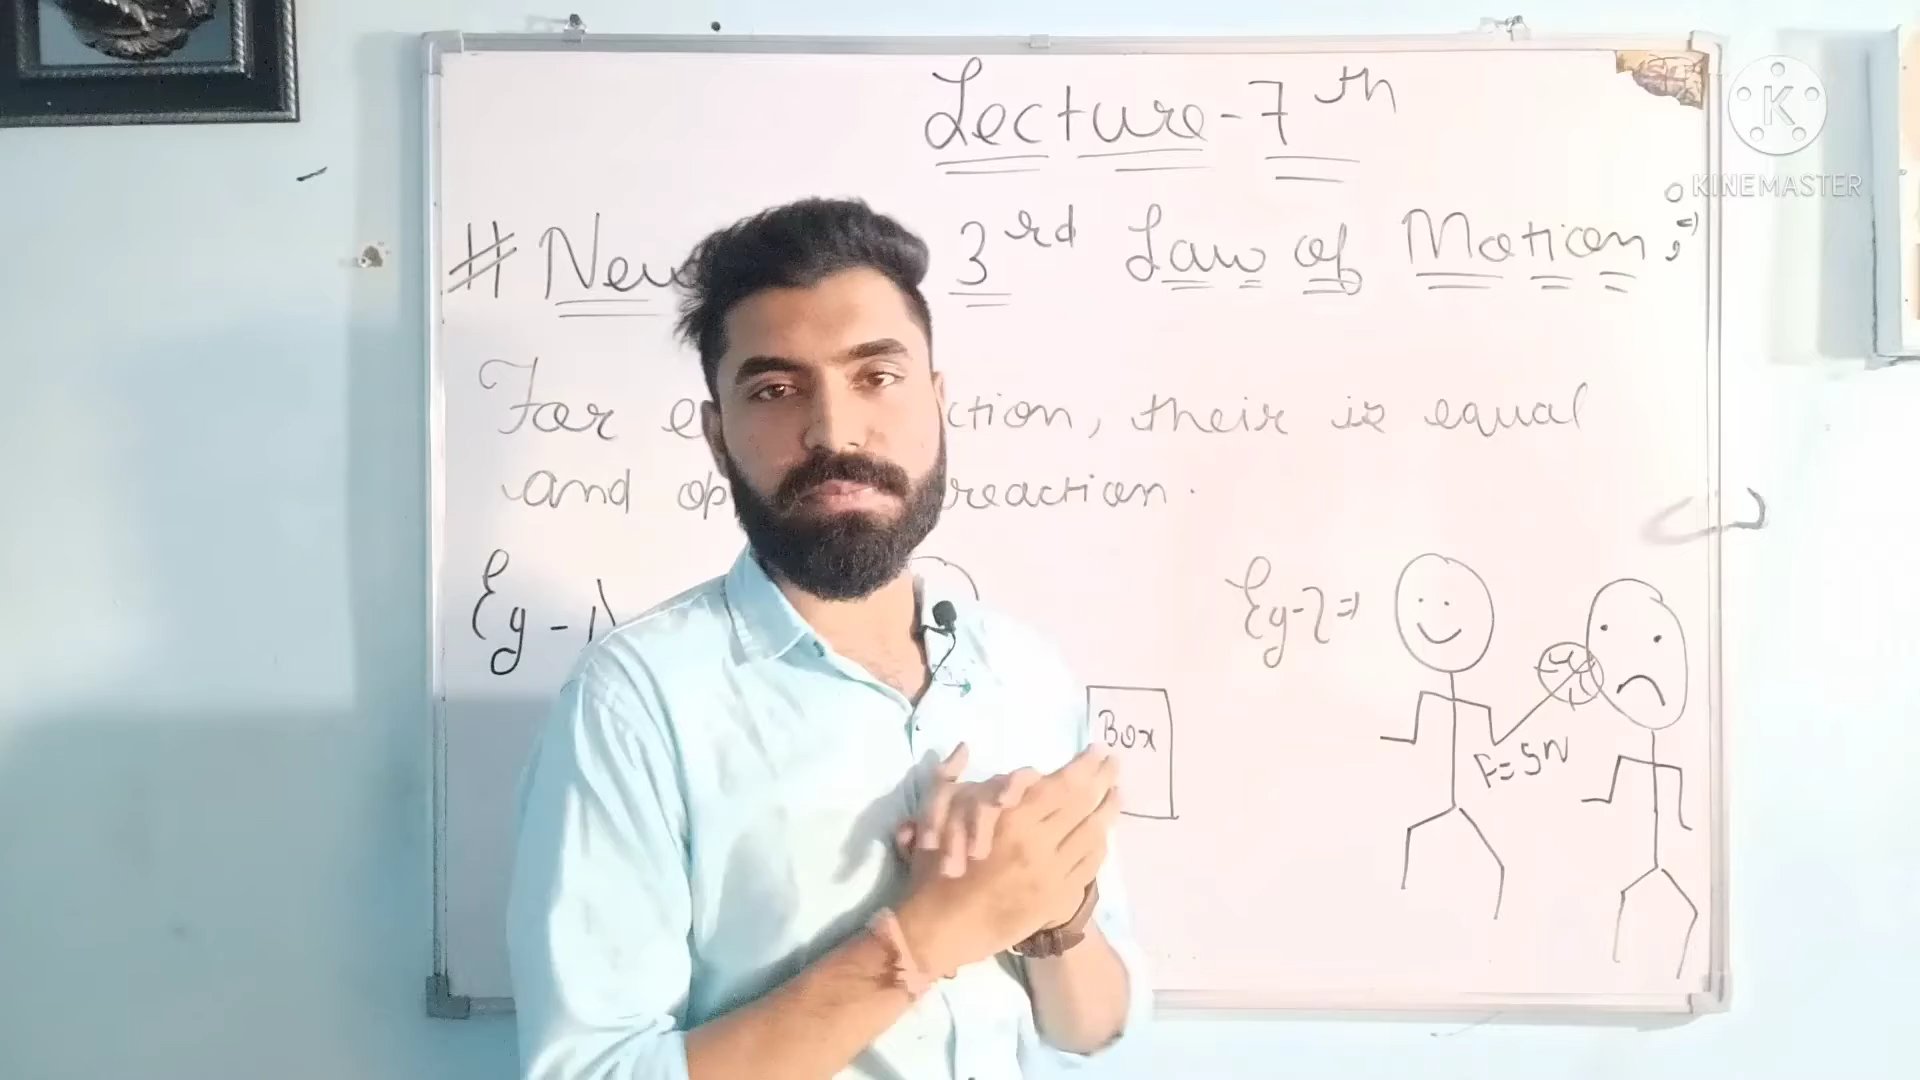 Lecture-7th
# New 3rd Law of Motion :
For e ction, their is equal
and op reaction.
Eg-1
Eg-2 =>
Box
F=5N
KINEMASTER